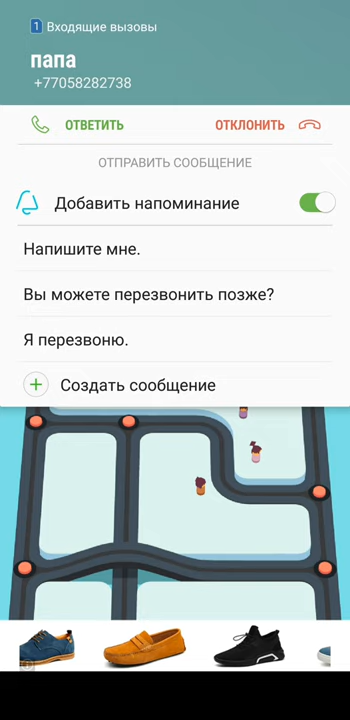 1 Входящие вызовы
папа
+77058282738
ОТВЕТИТЬ
ОТКЛОНИТЬ
ОТПРАВИТЬ СООБЩЕНИЕ
Добавить напоминание
Напишите мне.
Вы можете перезвонить позже?
Я перезвоню.
Создать сообщение